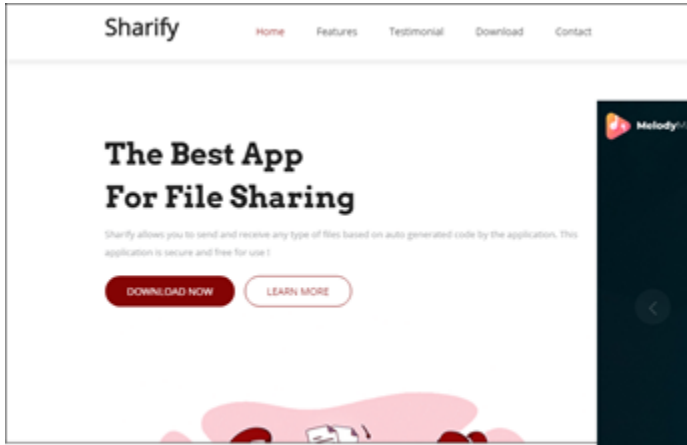 Sharify
Home Features Testimonial Download Contact
The Best App
For File Sharing
Sharify allows you to send and receive any type of files based on auto generated code by the application. This
application is secure and free for use !
DOWNLOAD NOW LEARN MORE